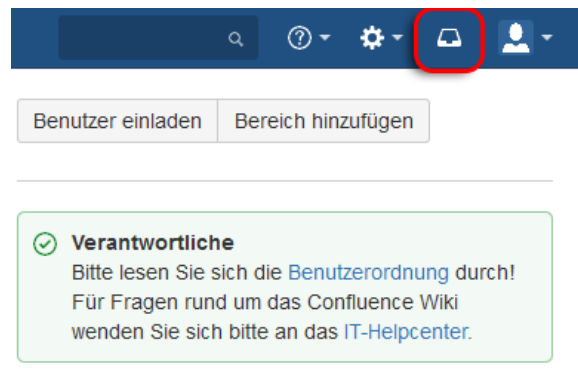 Benutzer einladen Bereich hinzufügen
Verantwortliche
Bitte lesen Sie sich die Benutzerordnung durch!
Für Fragen rund um das Confluence Wiki
wenden Sie sich bitte an das IT-Helpcenter.